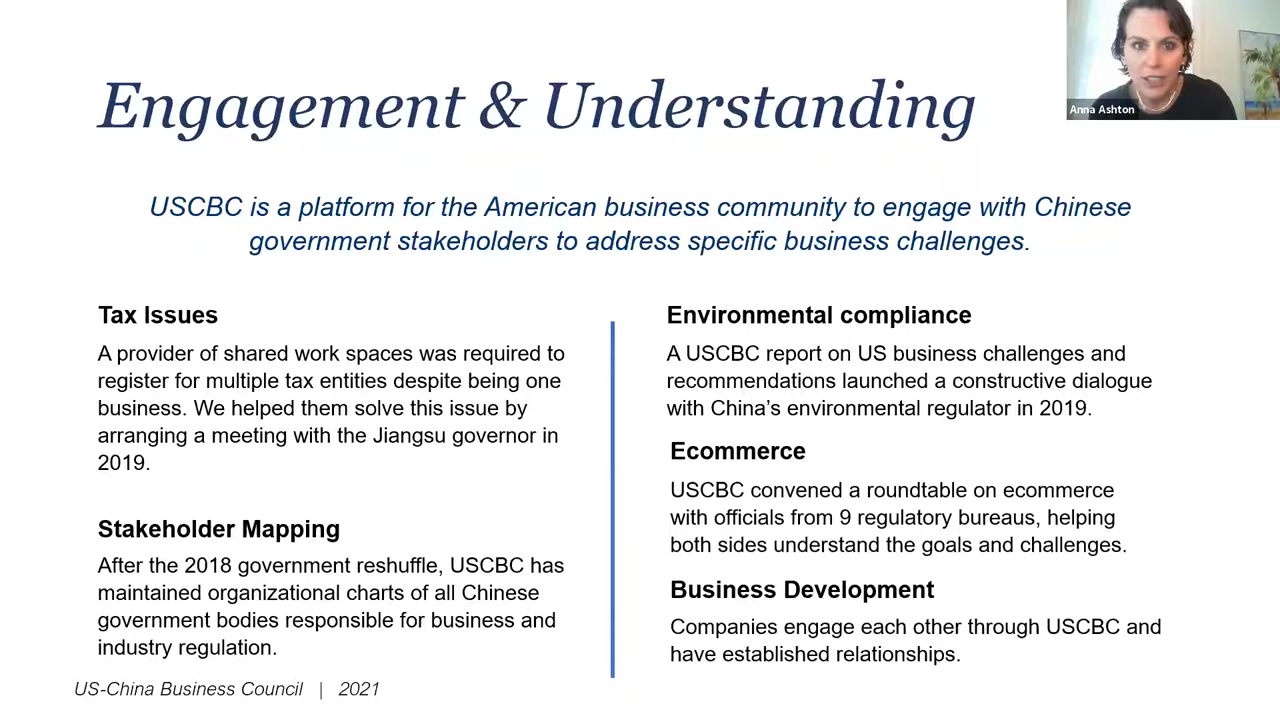 Engagement & Understanding
Anna Ashton
USCBC is a platform for the American business community to engage with Chinese
government stakeholders to address specific business challenges.
Tax Issues
A provider of shared work spaces was required to
register for multiple tax entities despite being one
business. We helped them solve this issue by
arranging a meeting with the Jiangsu governor in
2019.
Stakeholder Mapping
After the 2018 government reshuffle, USCBC has
maintained organizational charts of all Chinese
government bodies responsible for business and
industry regulation.
Environmental compliance
A USCBC report on US business challenges and
recommendations launched a constructive dialogue
with China’s environmental regulator in 2019.
Ecommerce
USCBC convened a roundtable on ecommerce
with officials from 9 regulatory bureaus, helping
both sides understand the goals and challenges.
Business Development
Companies engage each other through USCBC and
have established relationships.
US-China Business Council | 2021